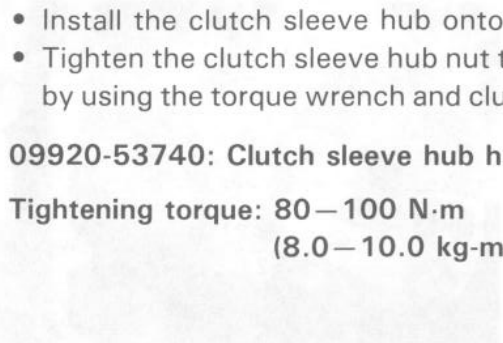 • Install the clutch sleeve hub onto
• Tighten the clutch sleeve hub nut
by using the torque wrench and
09920-53740: Clutch sleeve hub
Tightening torque: 80—100 N·m
(8.0—10.0 kg-m